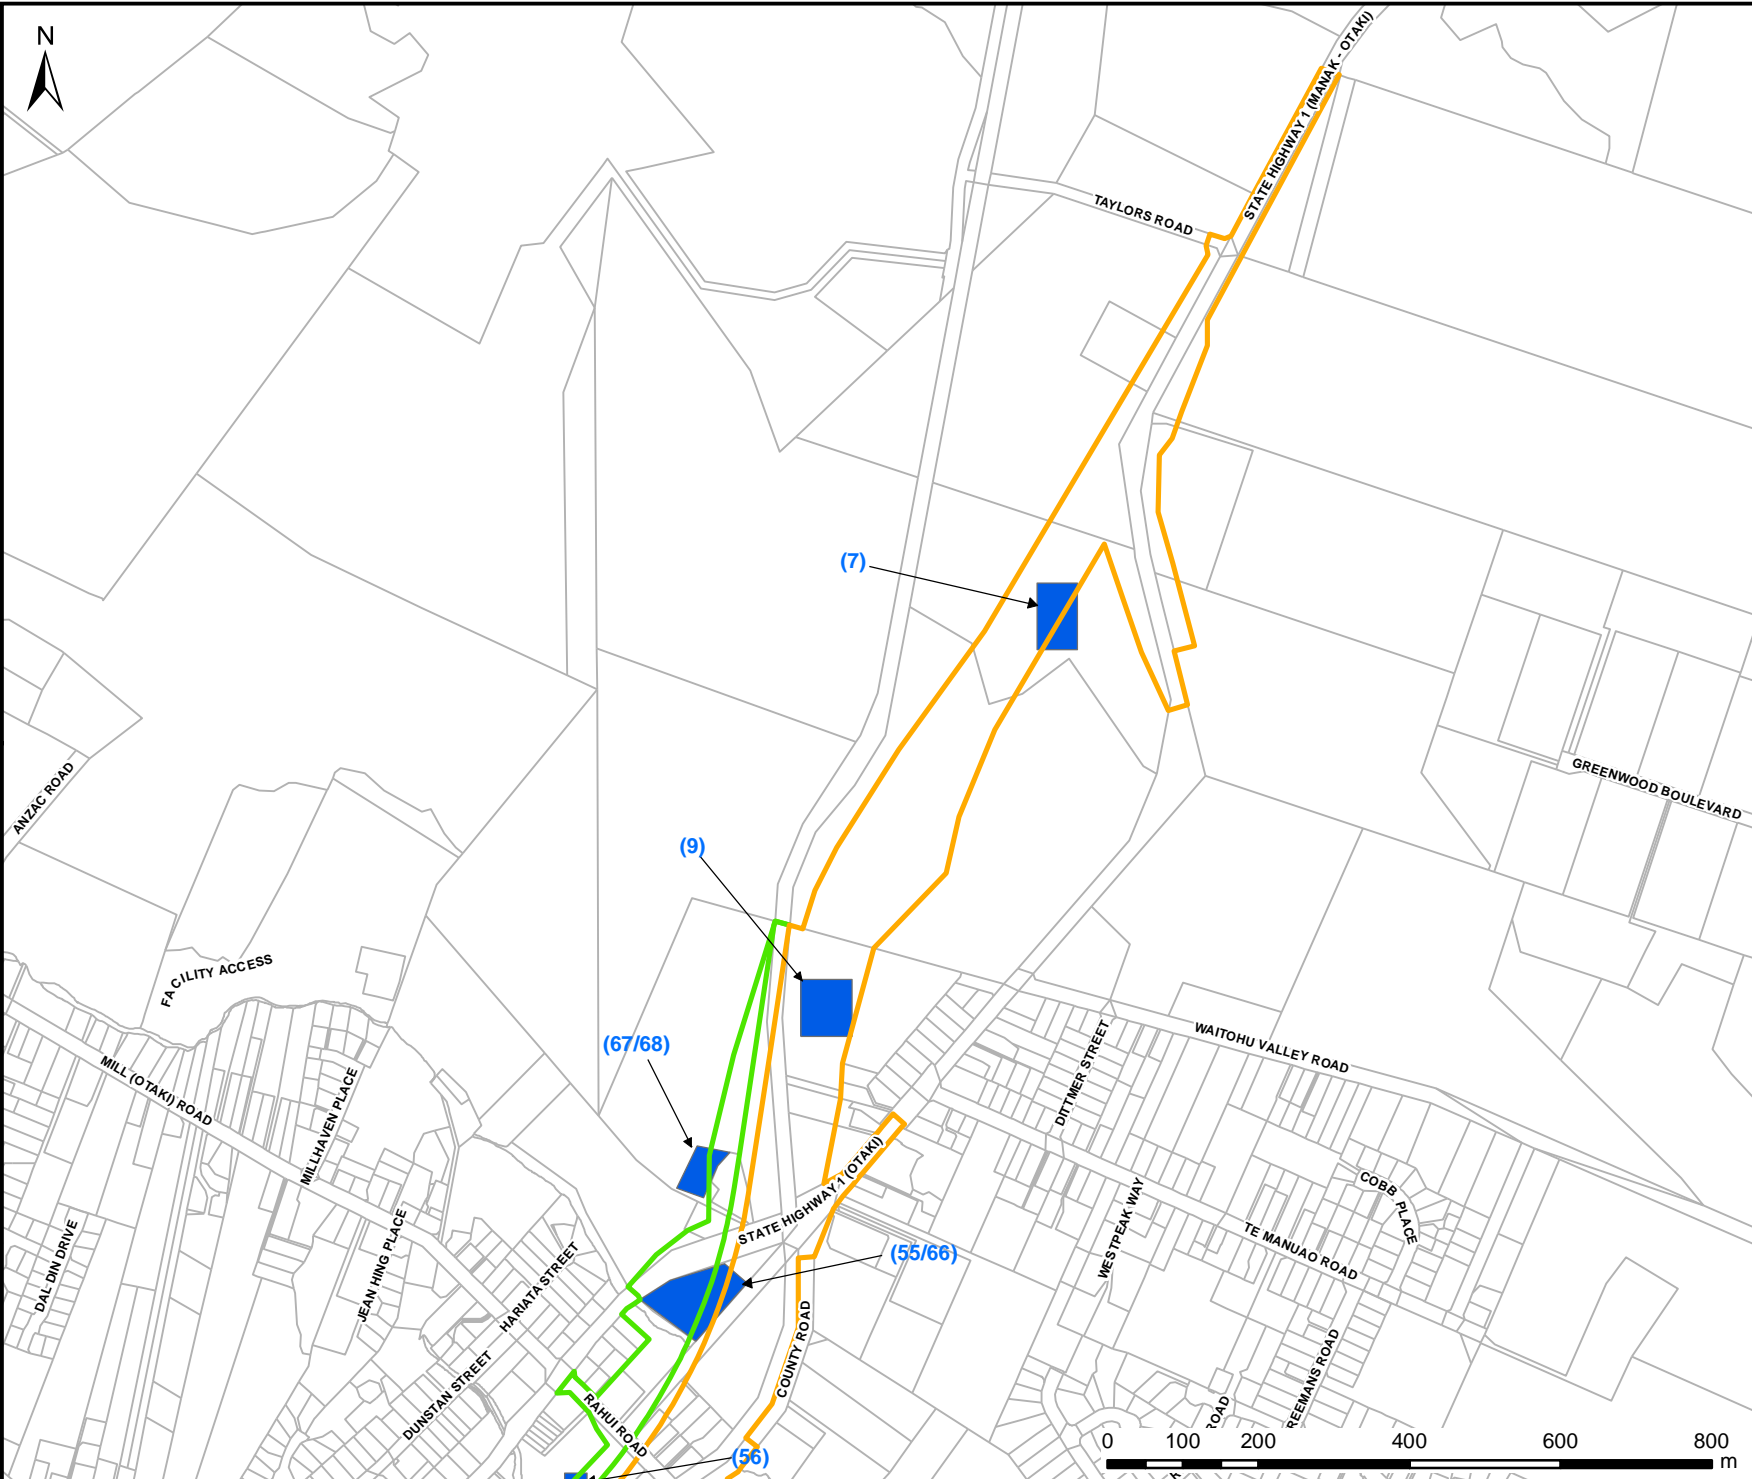 N
STATE HIGHWAY 1 (MANAK - OTAKI)
TAYLORS ROAD
(7)
GREENWOOD BOULEVARD
ANZAC ROAD
(9)
FACILITY ACCESS
(67/68)
WAITOHU VALLEY ROAD
MILL (OTAKI) ROAD
DITTMER STREET
MILLHAVEN PLACE
STATE HIGHWAY 1 (OTAKI)
COBB PLACE
WESTPEAK WAY
TE MANUAO ROAD
DAL DIN DRIVE
JEAN HING PLACE
HARIATA STREET
(55/66)
COUNTY ROAD
DUNSTAN STREET
RAHUI ROAD
REEMANS ROAD
ROAD
(56)
0 100 200 400 600 800
m